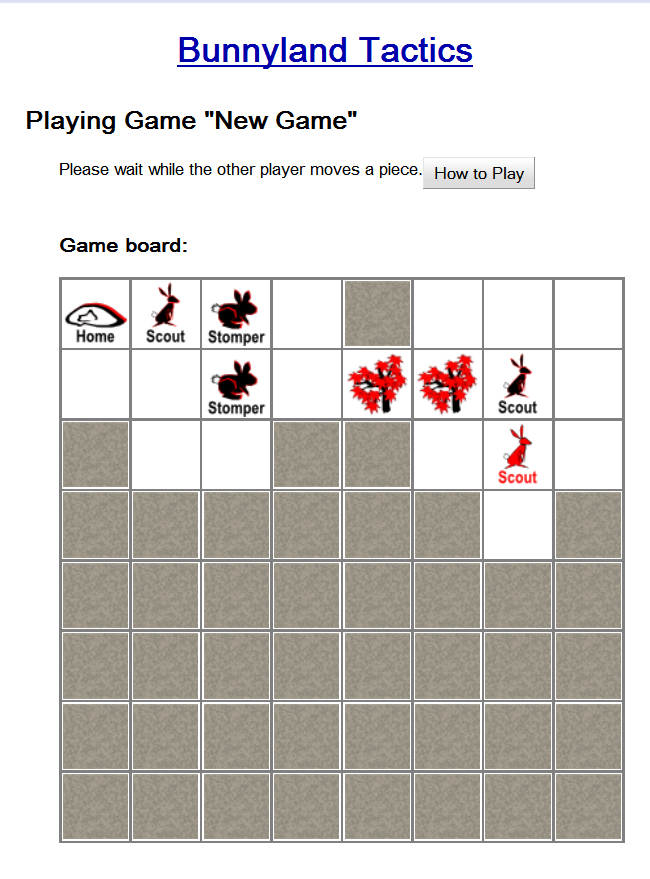 Bunnyland Tactics
Playing Game "New Game"
Please wait while the other player moves a piece. How to Play
Game board:
Home Scout Stomper
Stomper Scout
Scout